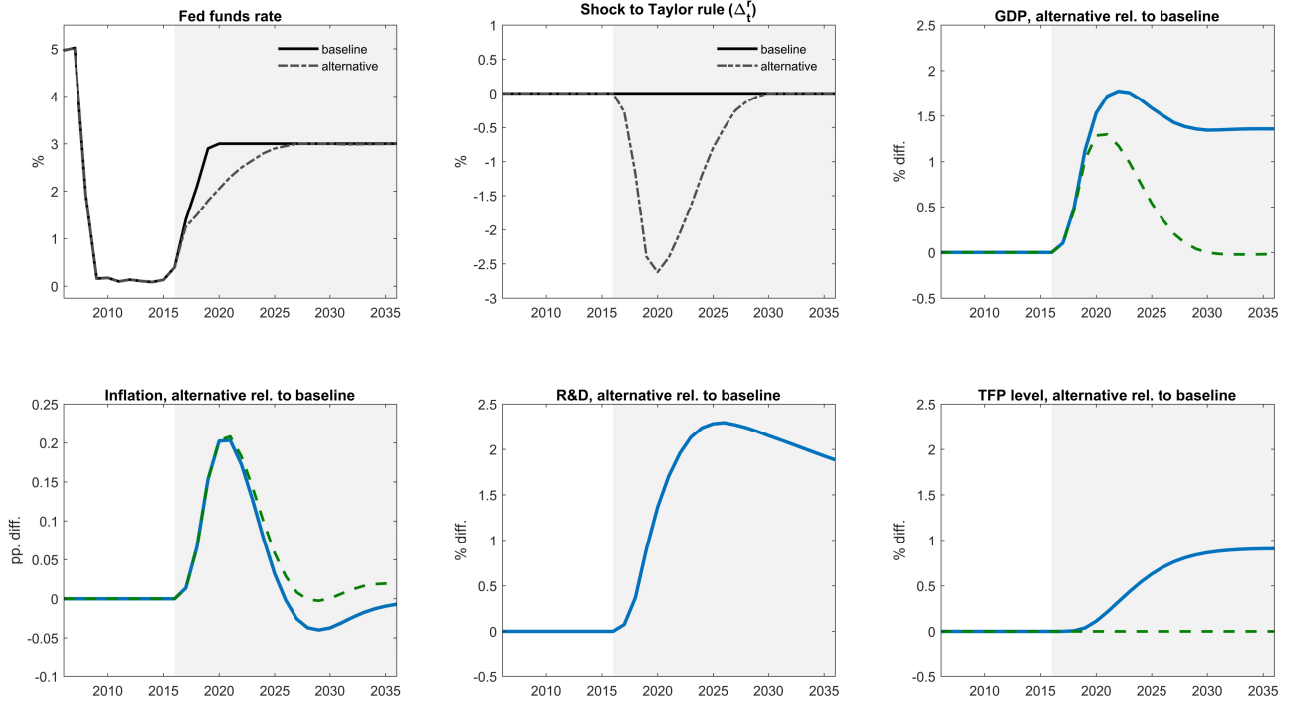 Fed funds rate
5
4
3
2
1
0
%
baseline
alternative
2010 2015 2020 2025 2030 2035
Shock to Taylor rule (Δ_t^r)
1
0.5
0
-0.5
-1
-1.5
-2
-2.5
-3
%
baseline
alternative
2010 2015 2020 2025 2030 2035
GDP, alternative rel. to baseline
2.5
2
1.5
1
0.5
0
-0.5
% diff.
2010 2015 2020 2025 2030 2035
Inflation, alternative rel. to baseline
0.25
0.2
0.15
0.1
0.05
0
-0.05
-0.1
pp. diff.
2010 2015 2020 2025 2030 2035
R&D, alternative rel. to baseline
2.5
2
1.5
1
0.5
0
-0.5
% diff.
2010 2015 2020 2025 2030 2035
TFP level, alternative rel. to baseline
2.5
2
1.5
1
0.5
0
-0.5
% diff.
2010 2015 2020 2025 2030 2035